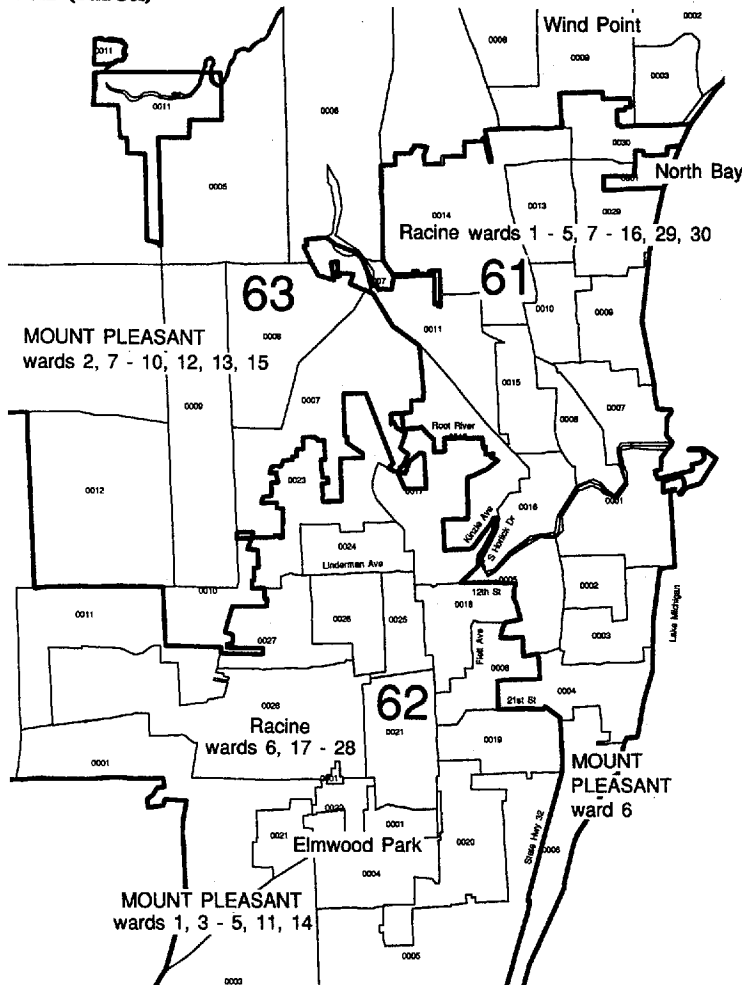 0002
Wind Point
0008
0009
0011
0003
0011
0006
0030
0001
North Bay
0005
0014
0013
0029
Racine wards 1 - 5, 7 - 16, 29, 30
63
61
0008
0011
0010
0009
MOUNT PLEASANT
wards 2, 7 - 10, 12, 13, 15
0015
0009
0007
0008
0007
Root River
0012
0023
0017
0016
0001
Kinzie Ave
S Horlick Dr
0024
Linderman Ave
0005
12th St
0002
0010
0011
0018
0026
0025
0003
Lake Michigan
0027
Flett Ave
0008
62
0004
21st St
0028
0021
Racine
wards 6, 17 - 28
0019
0001
0001
MOUNT
PLEASANT
ward 6
0021
0001
0020
Elmwood Park
State Hwy 32
0006
0004
MOUNT PLEASANT
wards 1, 3 - 5, 11, 14
0005
0003